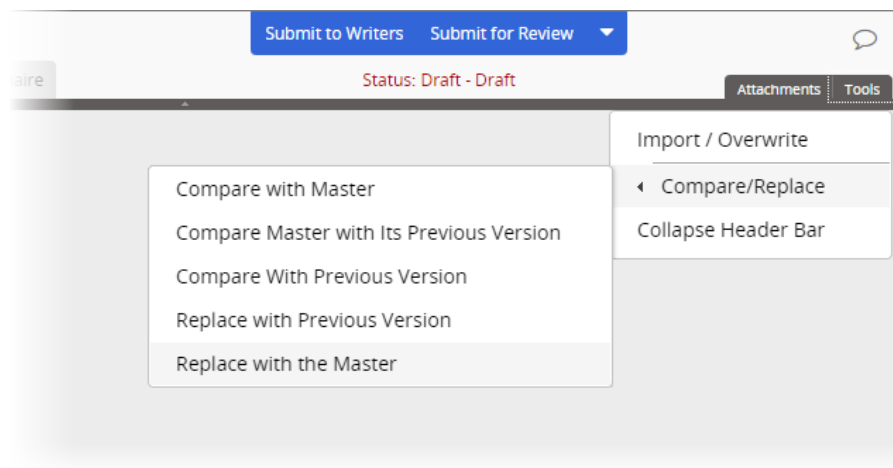 Submit to Writers Submit for Review
aire
Status: Draft - Draft
Attachments Tools
Import / Overwrite
Compare/Replace
Collapse Header Bar
Compare with Master
Compare Master with Its Previous Version
Compare With Previous Version
Replace with Previous Version
Replace with the Master